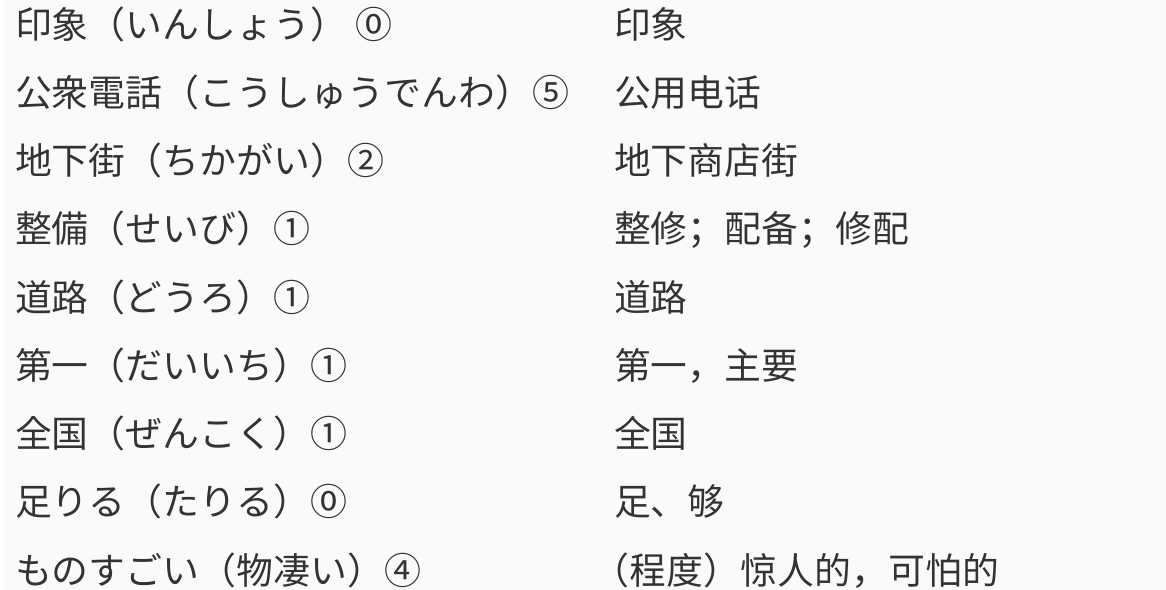 印象（いんしょう） ⓪ 印象
公衆電話（こうしゅうでんわ）⑤ 公用电话
地下街（ちかがい）② 地下商店街
整備（せいび）① 整修；配备；修配
道路（どうろ）① 道路
第一（だいいち）① 第一，主要
全国（ぜんこく）① 全国
足りる（たりる）⓪ 足、够
ものすごい（物凄い）④ （程度）惊人的，可怕的